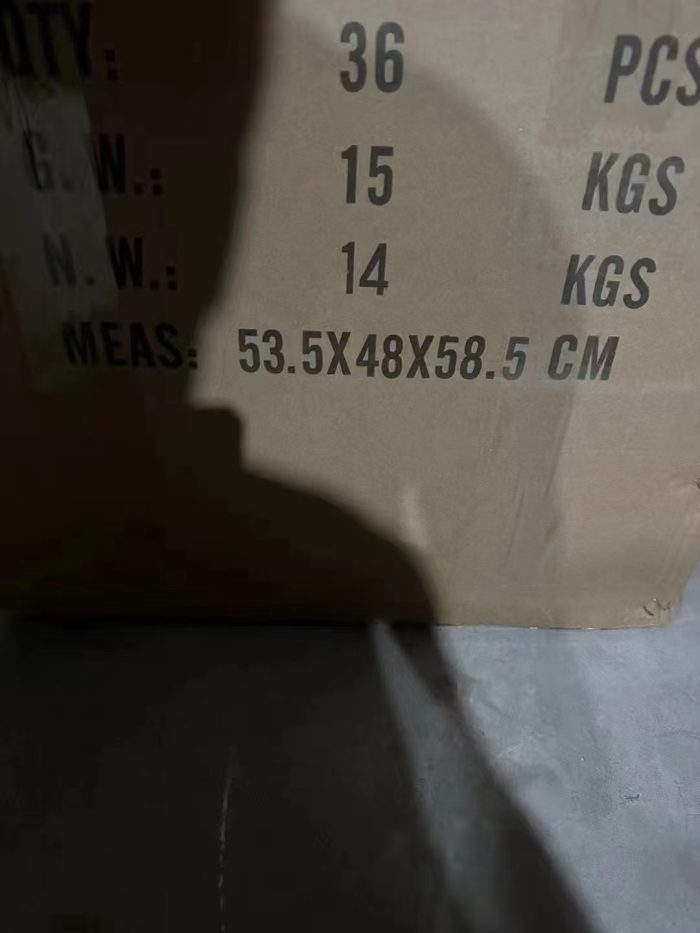 QTY: 36 PCS
G. W.: 15 KGS
N. W.: 14 KGS
MEAS: 53.5X48X58.5 CM